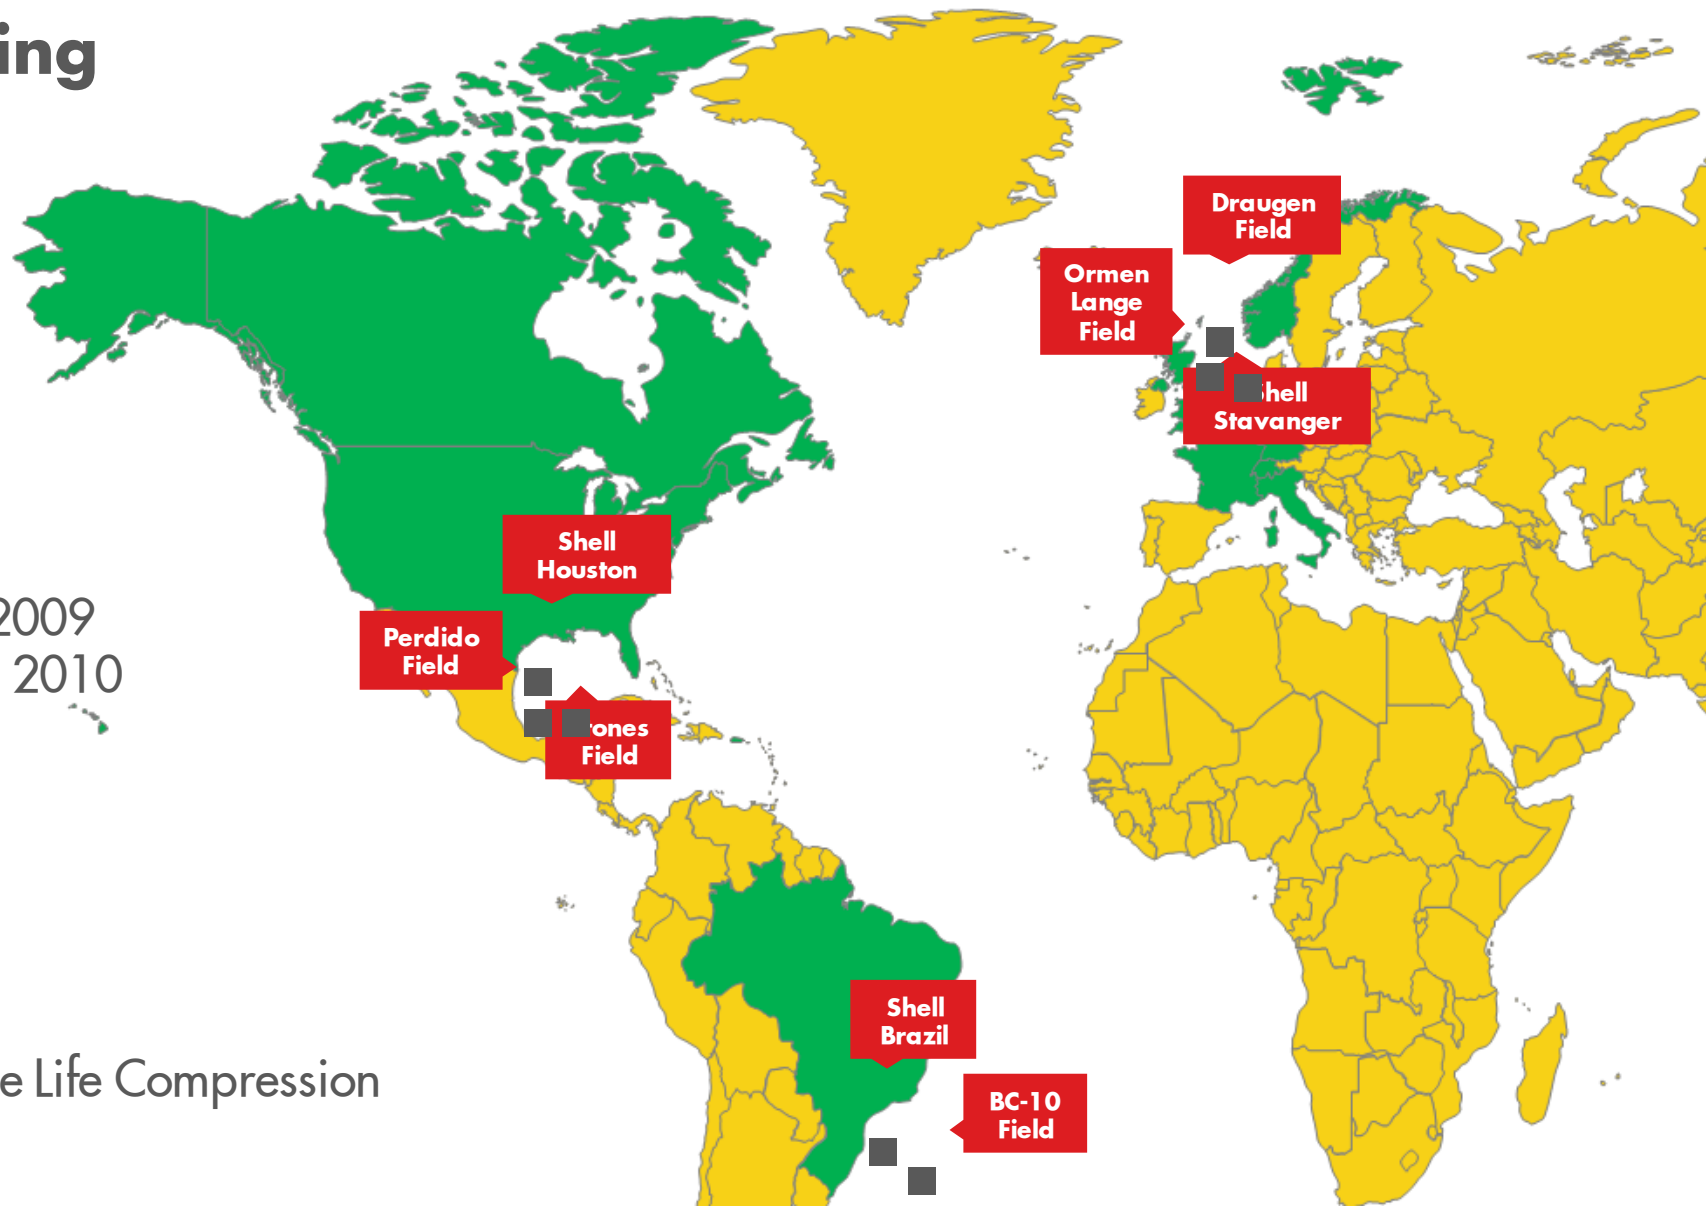 ing
Draugen
Field
Ormen
Lange
Field
Shell
Stavanger
Shell
Houston
2009
Perdido
Field
2010
Field
Shell
Brazil
e Life Compression
BC-10
Field